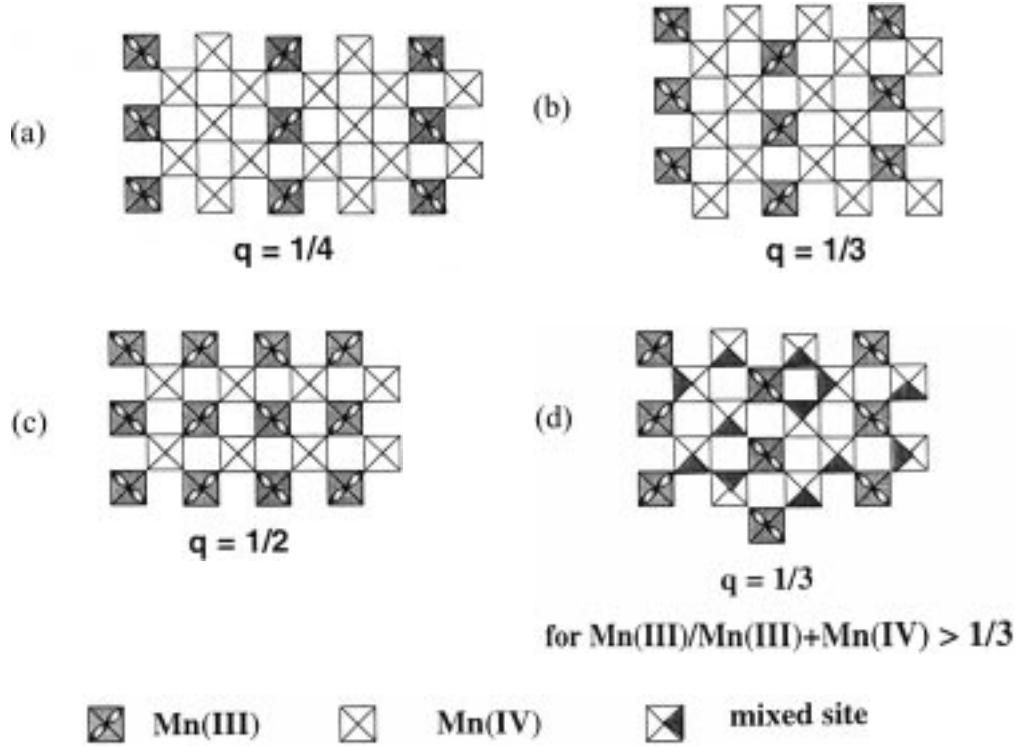 (a)
q = 1/4
(b)
q = 1/3
(c)
q = 1/2
(d)
q = 1/3
for Mn(III)/Mn(III)+Mn(IV) > 1/3
Mn(III) Mn(IV) mixed site